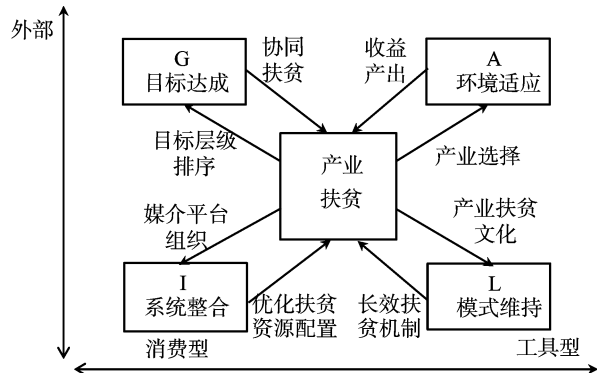 外部
G
目标达成
协同
扶贫
收益
产出
A
环境适应
目标层级
排序
产业
扶贫
产业选择
媒介平台
组织
产业扶贫
文化
I
系统整合
优化扶贫
资源配置
长效扶
贫机制
L
模式维持
消费型
工具型